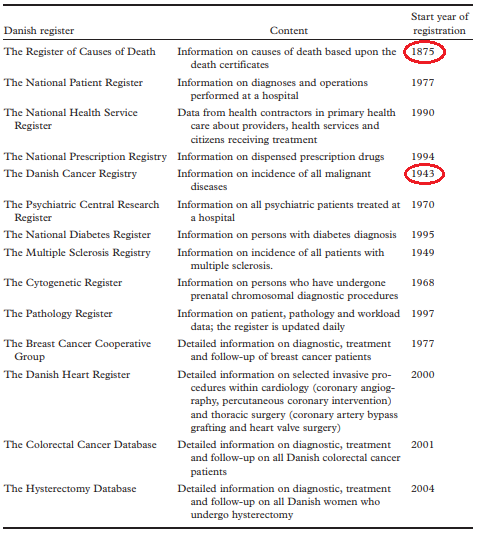 Start year of
Danish register Content registration
The Register of Causes of Death Information on causes of death based upon the 1875
death certificates
The National Patient Register Information on diagnoses and operations 1977
performed at a hospital
The National Health Service Data from health contractors in primary health 1990
Register care about providers, health services and
citizens receiving treatment
The National Prescription Registry Information on dispensed prescription drugs 1994
The Danish Cancer Registry Information on incidence of all malignant 1943
diseases
The Psychiatric Central Research Information on all psychiatric patients treated at 1970
Register a hospital
The National Diabetes Register Information on persons with diabetes diagnosis 1995
The Multiple Sclerosis Registry Information on incidence of all patients with 1949
multiple sclerosis.
The Cytogenetic Register Information on persons who have undergone 1968
prenatal chromosomal diagnostic procedures
The Pathology Register Information on patient, pathology and workload 1997
data; the register is updated daily
The Breast Cancer Cooperative Detailed information on diagnostic, treatment 1977
Group and follow-up of breast cancer patients
The Danish Heart Register Detailed information on selected invasive pro- 2000
cedures within cardiology (coronary angiog-
raphy, percutaneous coronary intervention)
and thoracic surgery (coronary artery bypass
grafting and heart valve surgery)
The Colorectal Cancer Database Detailed information on diagnostic, treatment 2001
and follow-up on all Danish colorectal cancer
patients
The Hysterectomy Database Detailed information on diagnostic, treatment 2004
and follow-up on all Danish women who
undergo hysterectomy